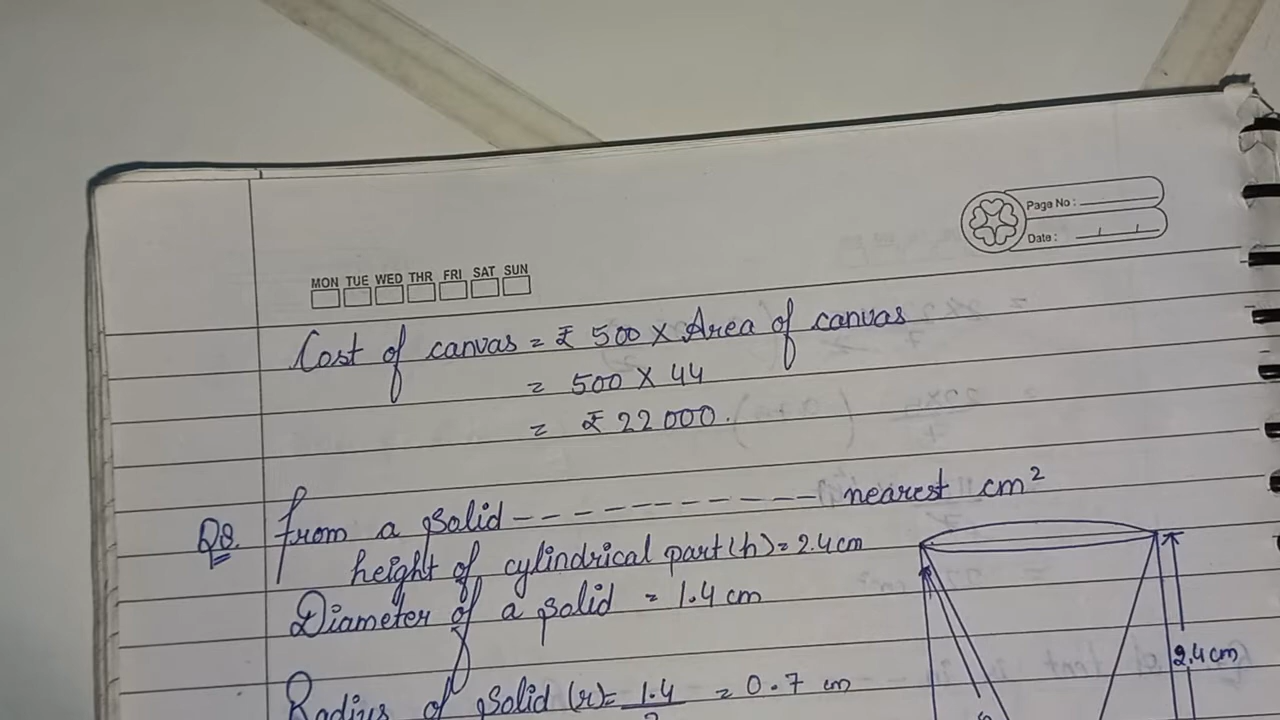 Page No :
Date :
MON TUE WED THR FRI SAT SUN
Cost of canvas = ₹ 500 × Area of canvas
= 500 × 44
= ₹ 22000.
Q8. From a solid ------------ nearest cm²
height of cylindrical part (h) = 2.4 cm
Diameter of a solid = 1.4 cm
2.4 cm
Radius of solid (r) = 1.4/2 = 0.7 cm